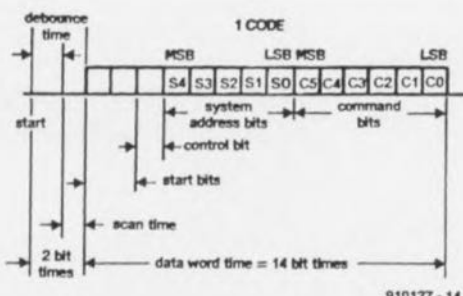 debounce
time
1 CODE
MSB
LSB MSB
LSB
S4 S3 S2 S1 S0 C5 C4 C3 C2 C1 C0
start
system
address bits
command
bits
control bit
start bits
scan time
2 bit
times
data word time = 14 bit times
910137 - 14